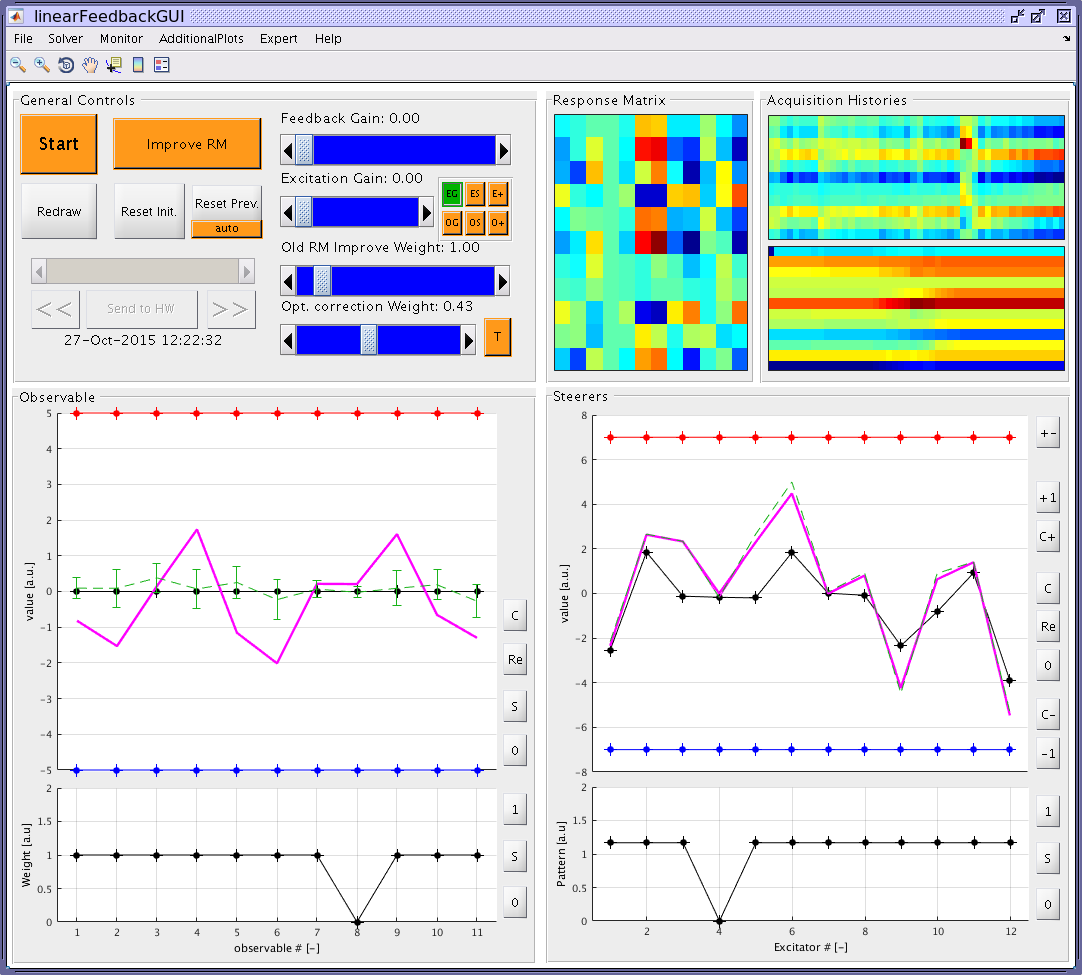 linearFeedbackGUI
File Solver Monitor AdditionalPlots Expert Help
General Controls
Start
Improve RM
Redraw
Reset Init.
Reset Prev.
auto
<<
Send to HW
>>
27-Oct-2015 12:22:32
Feedback Gain: 0.00
Excitation Gain: 0.00
EG ES E+
OG OS O+
Old RM Improve Weight: 1.00
Opt. correction Weight: 0.43
T
Response Matrix
Acquisition Histories
Observable
value [a.u.]
5
4
3
2
1
0
-1
-2
-3
-4
-5
C
Re
S
0
Weight [a.u]
2
1.5
1
0.5
0
1 2 3 4 5 6 7 8 9 10 11
observable # [-]
1
S
0
Steerers
value [a.u.]
8
6
4
2
0
-2
-4
-6
-8
+-
+1
C+
C
Re
0
C-
-1
Pattern [a.u]
2
1.5
1
0.5
0
2 4 6 8 10 12
Excitator # [-]
1
S
0